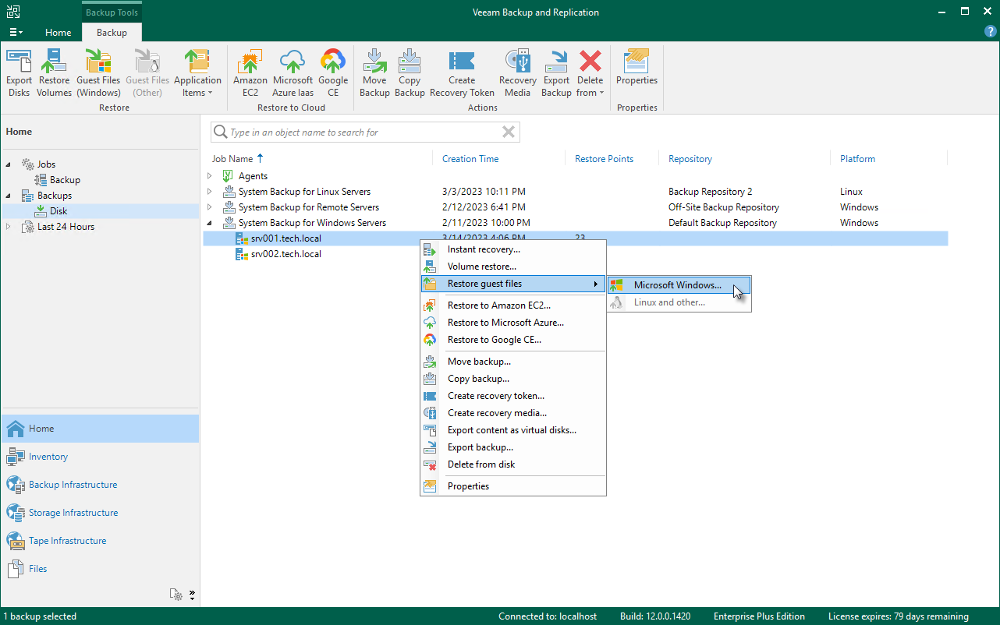 Backup Tools
Veeam Backup and Replication
Home
Backup
Export Disks
Restore Volumes
Guest Files (Windows)
Guest Files (Other)
Application Items
Restore
Amazon EC2
Microsoft Azure Iaas
Google CE
Restore to Cloud
Move Backup
Copy Backup
Create Recovery Token
Recovery Media
Export Backup
Delete from
Actions
Properties
Properties
Home
Jobs
Backup
Backups
Disk
Last 24 Hours
Type in an object name to search for
Job Name Creation Time Restore Points Repository Platform
Agents
System Backup for Linux Servers 3/3/2023 10:11 PM Backup Repository 2 Linux
System Backup for Remote Servers 2/12/2023 6:41 PM Off-Site Backup Repository Windows
System Backup for Windows Servers 2/11/2023 10:00 PM Default Backup Repository Windows
srv001.tech.local 3/14/2023 4:06 PM 23
srv002.tech.local
Instant recovery...
Volume restore...
Restore guest files
Microsoft Windows...
Linux and other...
Restore to Amazon EC2...
Restore to Microsoft Azure...
Restore to Google CE...
Move backup...
Copy backup...
Create recovery token...
Create recovery media...
Export content as virtual disks...
Export backup...
Delete from disk
Properties
Home
Inventory
Backup Infrastructure
Storage Infrastructure
Tape Infrastructure
Files
1 backup selected
Connected to: localhost
Build: 12.0.0.1420
Enterprise Plus Edition
License expires: 79 days remaining